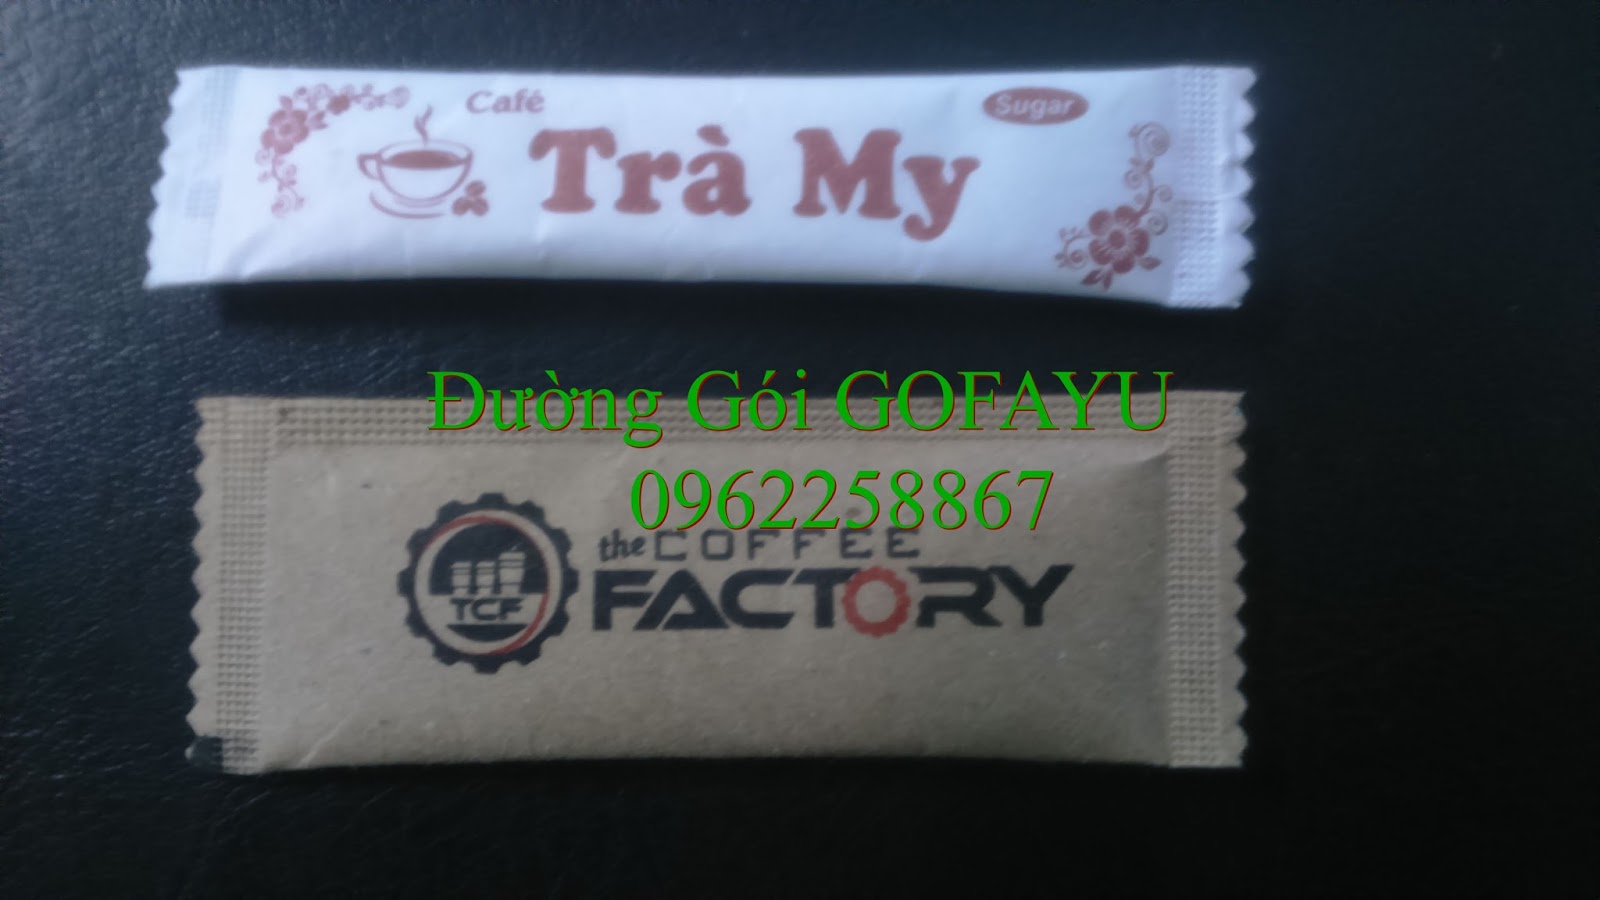 Café
Sugar
Trà My
Đường Gói GOFAYU
0962258867
the COFFEE
FACTORY
TCF